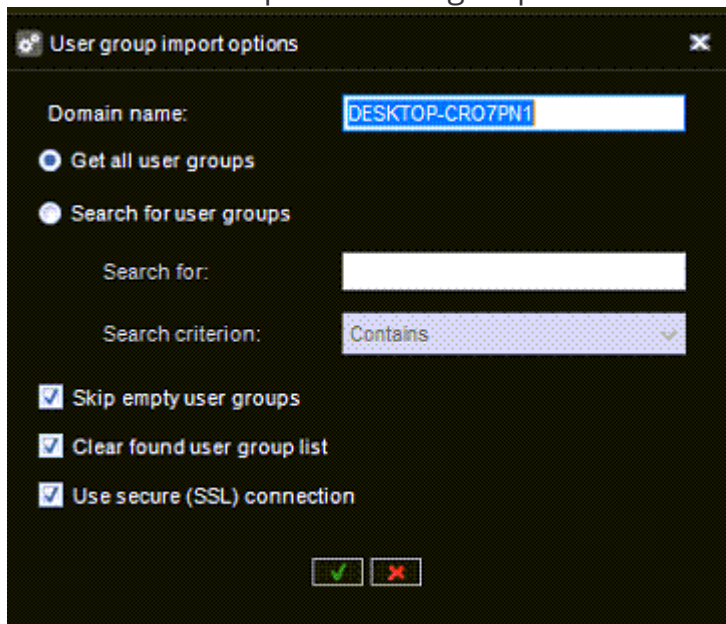 User group import options
Domain name:
DESKTOP-CRO7PN1
Get all user groups
Search for user groups
Search for:
Search criterion:
Contains
Skip empty user groups
Clear found user group list
Use secure (SSL) connection